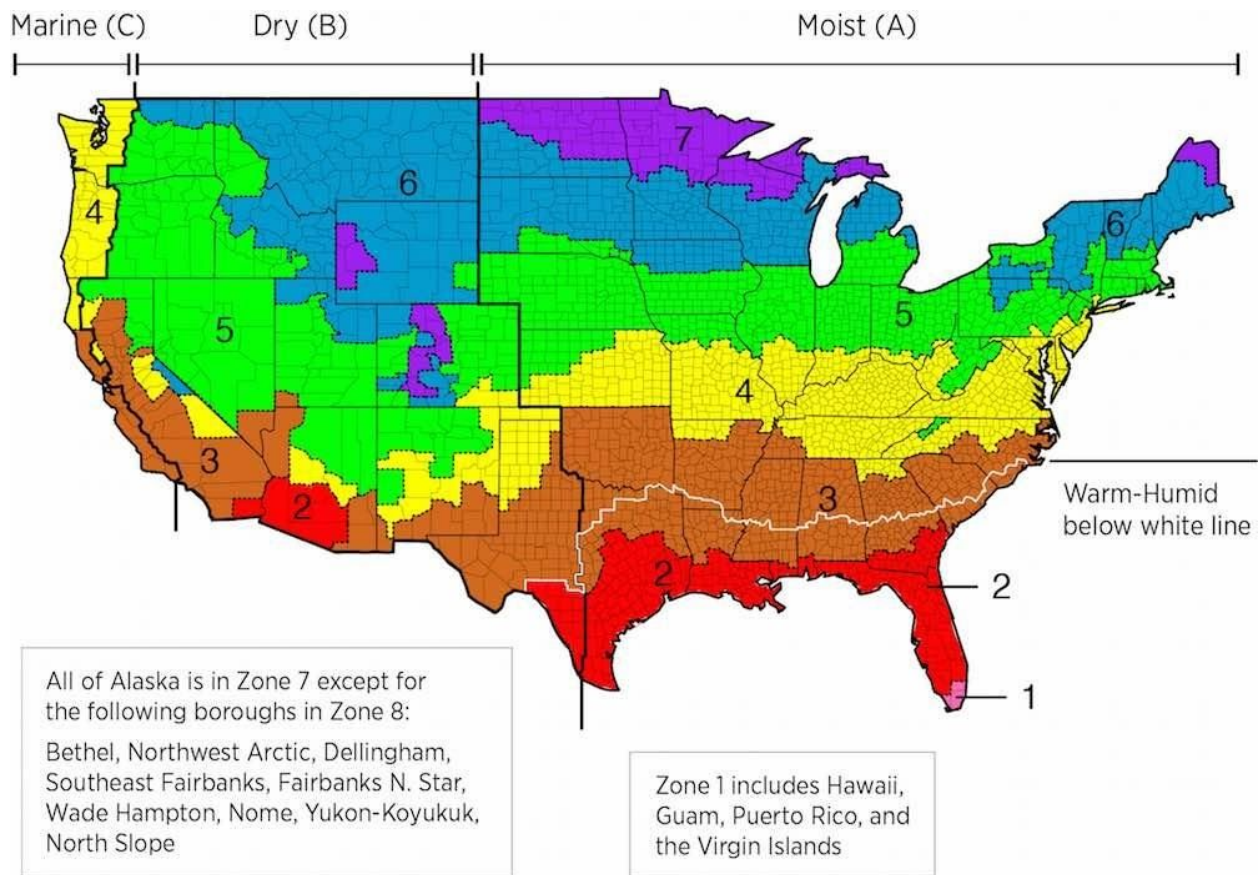 Marine (C)
Dry (B)
Moist (A)
7
6
4
6
5
5
4
3
3
2
2
Warm-Humid
below white line
2
1
All of Alaska is in Zone 7 except for
the following boroughs in Zone 8:
Bethel, Northwest Arctic, Dellingham,
Southeast Fairbanks, Fairbanks N. Star,
Wade Hampton, Nome, Yukon-Koyukuk,
North Slope
Zone 1 includes Hawaii,
Guam, Puerto Rico, and
the Virgin Islands